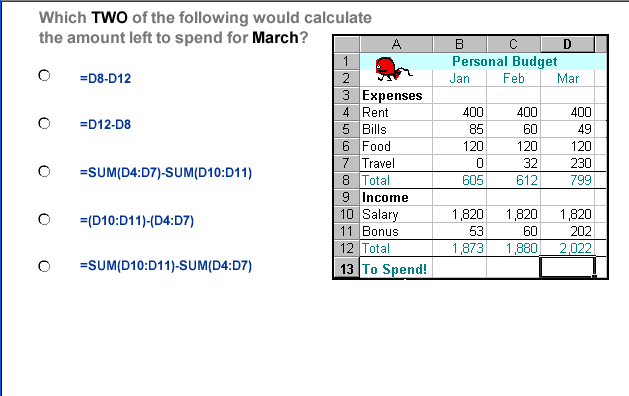 Which TWO of the following would calculate
the amount left to spend for March?
=D8-D12
=D12-D8
=SUM(D4:D7)-SUM(D10:D11)
=(D10:D11)-(D4:D7)
=SUM(D10:D11)-SUM(D4:D7)
A B C D
1 Personal Budget
2 Jan Feb Mar
3 Expenses
4 Rent 400 400 400
5 Bills 85 60 49
6 Food 120 120 120
7 Travel 0 32 230
8 Total 605 612 799
9 Income
10 Salary 1,820 1,820 1,820
11 Bonus 53 60 202
12 Total 1,873 1,880 2,022
13 To Spend!